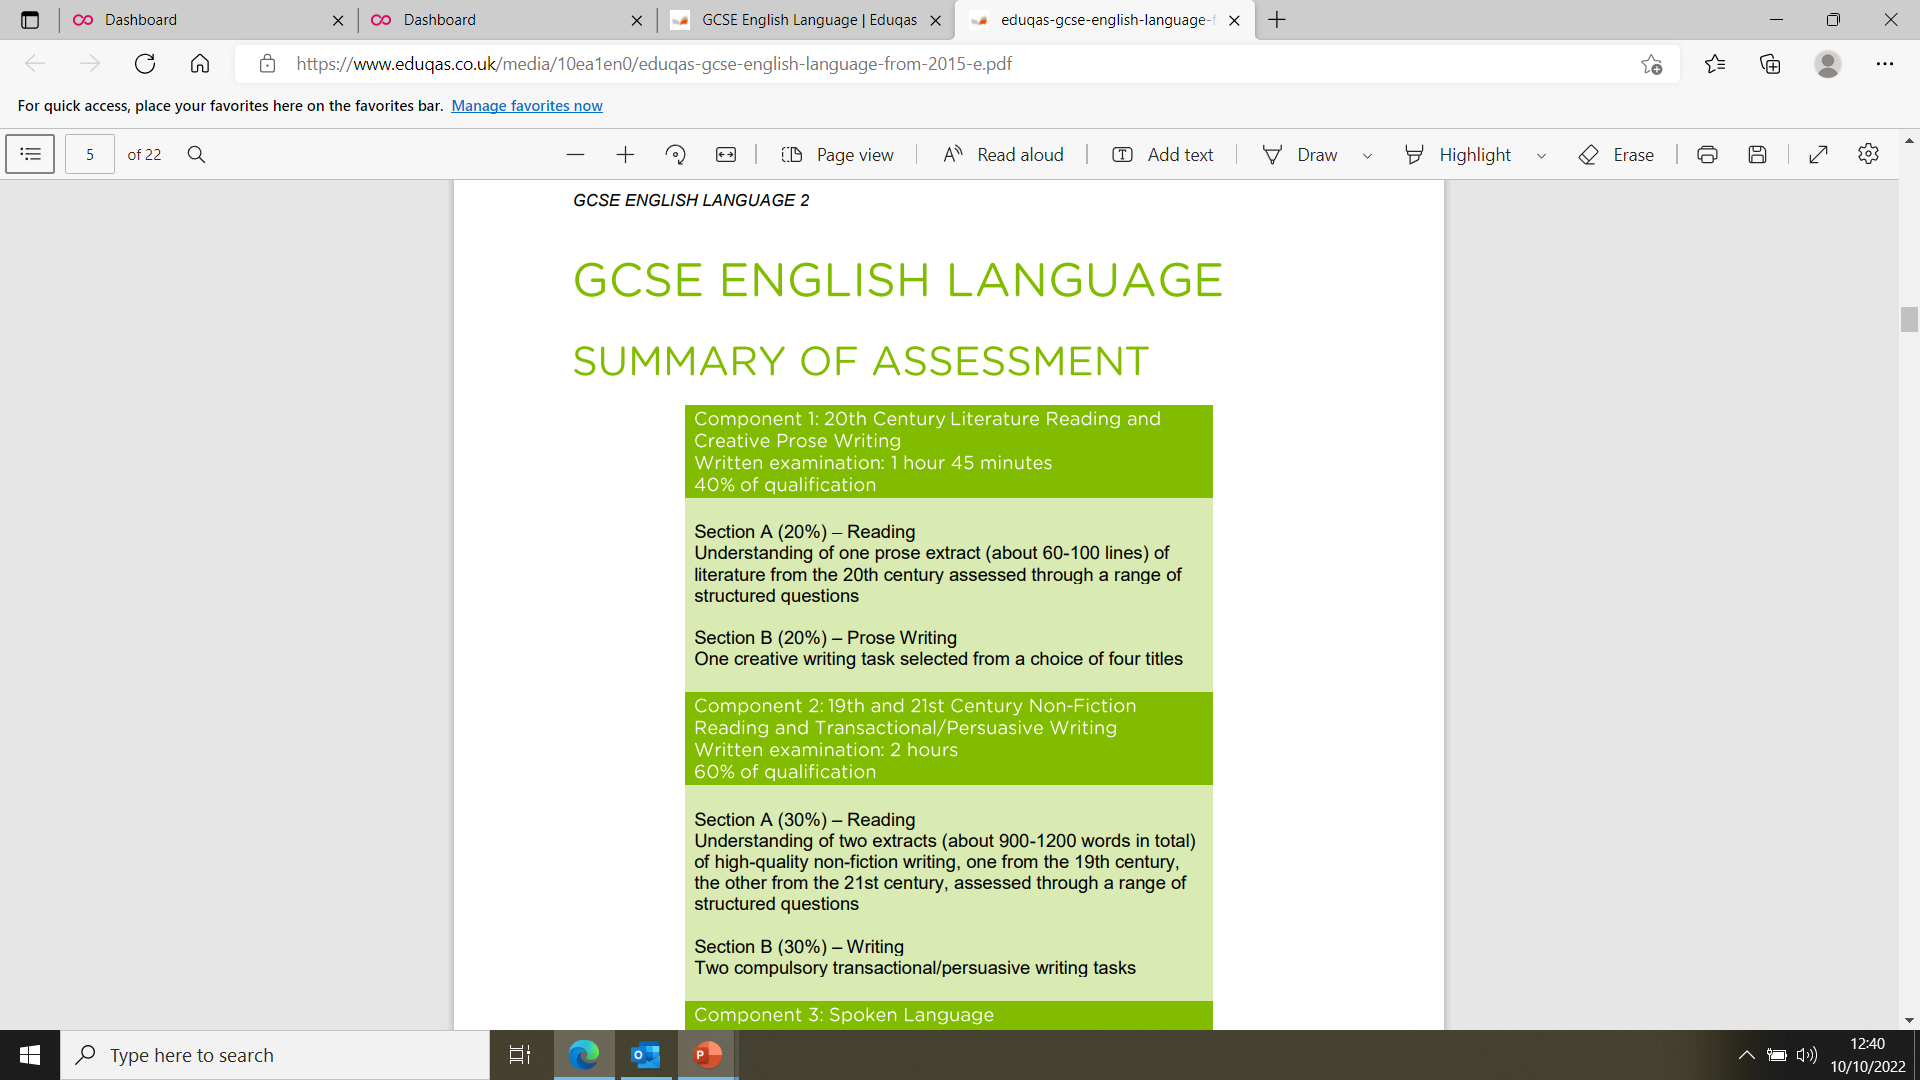 Dashboard
Dashboard
GCSE English Language | Eduqas
eduqas-gcse-english-language-f
https://www.eduqas.co.uk/media/10ea1en0/eduqas-gcse-english-language-from-2015-e.pdf
For quick access, place your favorites here on the favorites bar. Manage favorites now
5 of 22 Page view Read aloud Add text Draw Highlight Erase
GCSE ENGLISH LANGUAGE 2
GCSE ENGLISH LANGUAGE
SUMMARY OF ASSESSMENT
Component 1: 20th Century Literature Reading and
Creative Prose Writing
Written examination: 1 hour 45 minutes
40% of qualification
Section A (20%) – Reading
Understanding of one prose extract (about 60-100 lines) of
literature from the 20th century assessed through a range of
structured questions
Section B (20%) – Prose Writing
One creative writing task selected from a choice of four titles
Component 2: 19th and 21st Century Non-Fiction
Reading and Transactional/Persuasive Writing
Written examination: 2 hours
60% of qualification
Section A (30%) – Reading
Understanding of two extracts (about 900-1200 words in total)
of high-quality non-fiction writing, one from the 19th century,
the other from the 21st century, assessed through a range of
structured questions
Section B (30%) – Writing
Two compulsory transactional/persuasive writing tasks
Component 3: Spoken Language
Type here to search
12:40
10/10/2022